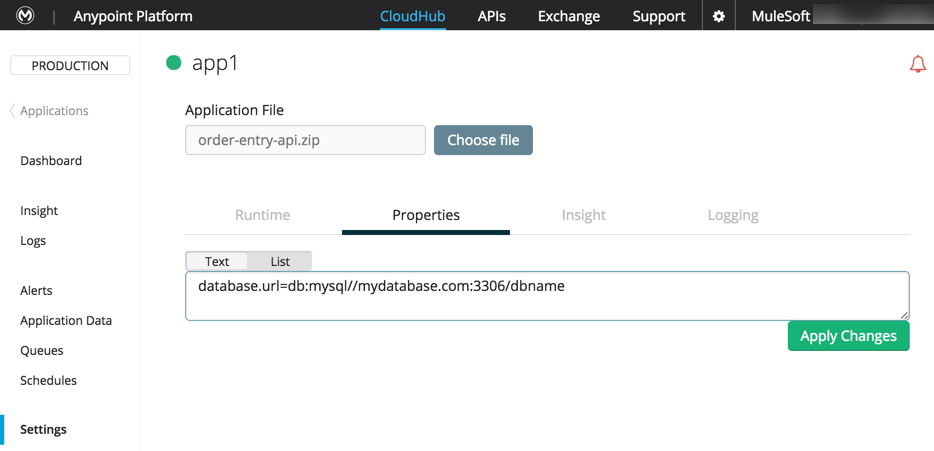 Anypoint Platform
CloudHub
APIs
Exchange
Support
MuleSoft
PRODUCTION
Applications
Dashboard
Insight
Logs
Alerts
Application Data
Queues
Schedules
Settings
app1
Application File
order-entry-api.zip
Choose file
Runtime
Properties
Insight
Logging
Text
List
database.url=db:mysql//mydatabase.com:3306/dbname
Apply Changes